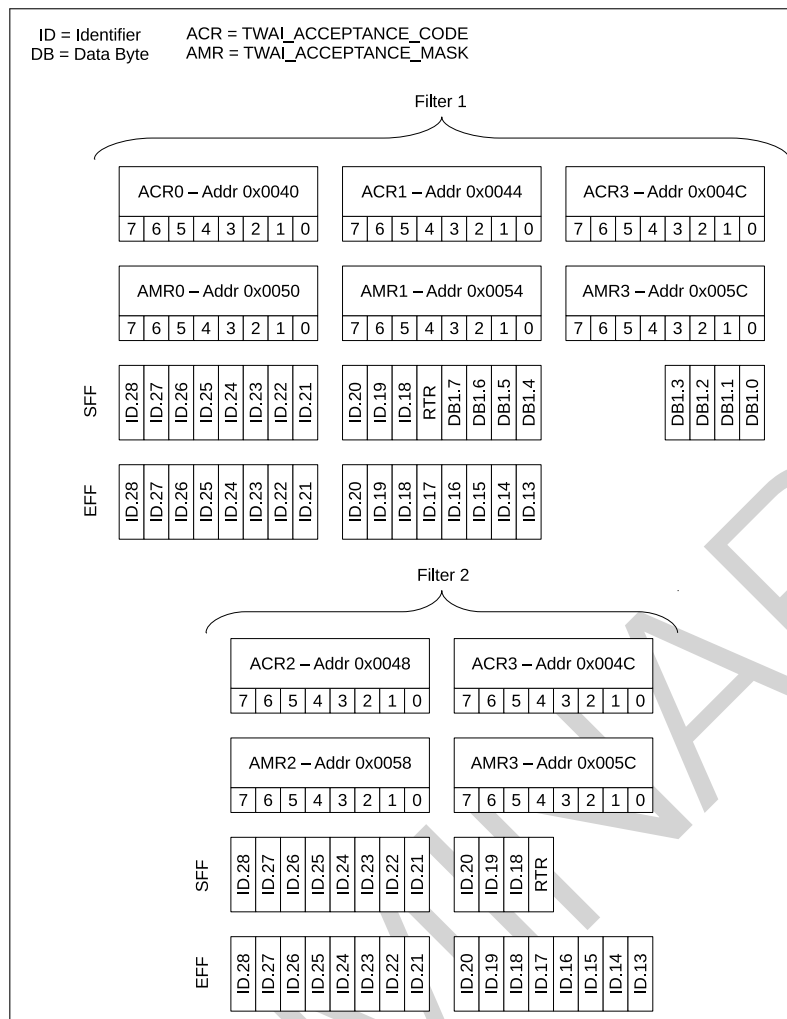 ID = Identifier ACR = TWAI_ACCEPTANCE_CODE
DB = Data Byte AMR = TWAI_ACCEPTANCE_MASK
Filter 1
ACR0 – Addr 0x0040 ACR1 – Addr 0x0044 ACR3 – Addr 0x004C
7 6 5 4 3 2 1 0 7 6 5 4 3 2 1 0 7 6 5 4 3 2 1 0
AMR0 – Addr 0x0050 AMR1 – Addr 0x0054 AMR3 – Addr 0x005C
7 6 5 4 3 2 1 0 7 6 5 4 3 2 1 0 7 6 5 4 3 2 1 0
SFF ID.28 ID.27 ID.26 ID.25 ID.24 ID.23 ID.22 ID.21 ID.20 ID.19 ID.18 RTR DB1.7 DB1.6 DB1.5 DB1.4 DB1.3 DB1.2 DB1.1 DB1.0
EFF ID.28 ID.27 ID.26 ID.25 ID.24 ID.23 ID.22 ID.21 ID.20 ID.19 ID.18 ID.17 ID.16 ID.15 ID.14 ID.13
Filter 2
ACR2 – Addr 0x0048 ACR3 – Addr 0x004C
7 6 5 4 3 2 1 0 7 6 5 4 3 2 1 0
AMR2 – Addr 0x0058 AMR3 – Addr 0x005C
7 6 5 4 3 2 1 0 7 6 5 4 3 2 1 0
SFF ID.28 ID.27 ID.26 ID.25 ID.24 ID.23 ID.22 ID.21 ID.20 ID.19 ID.18 RTR
EFF ID.28 ID.27 ID.26 ID.25 ID.24 ID.23 ID.22 ID.21 ID.20 ID.19 ID.18 ID.17 ID.16 ID.15 ID.14 ID.13